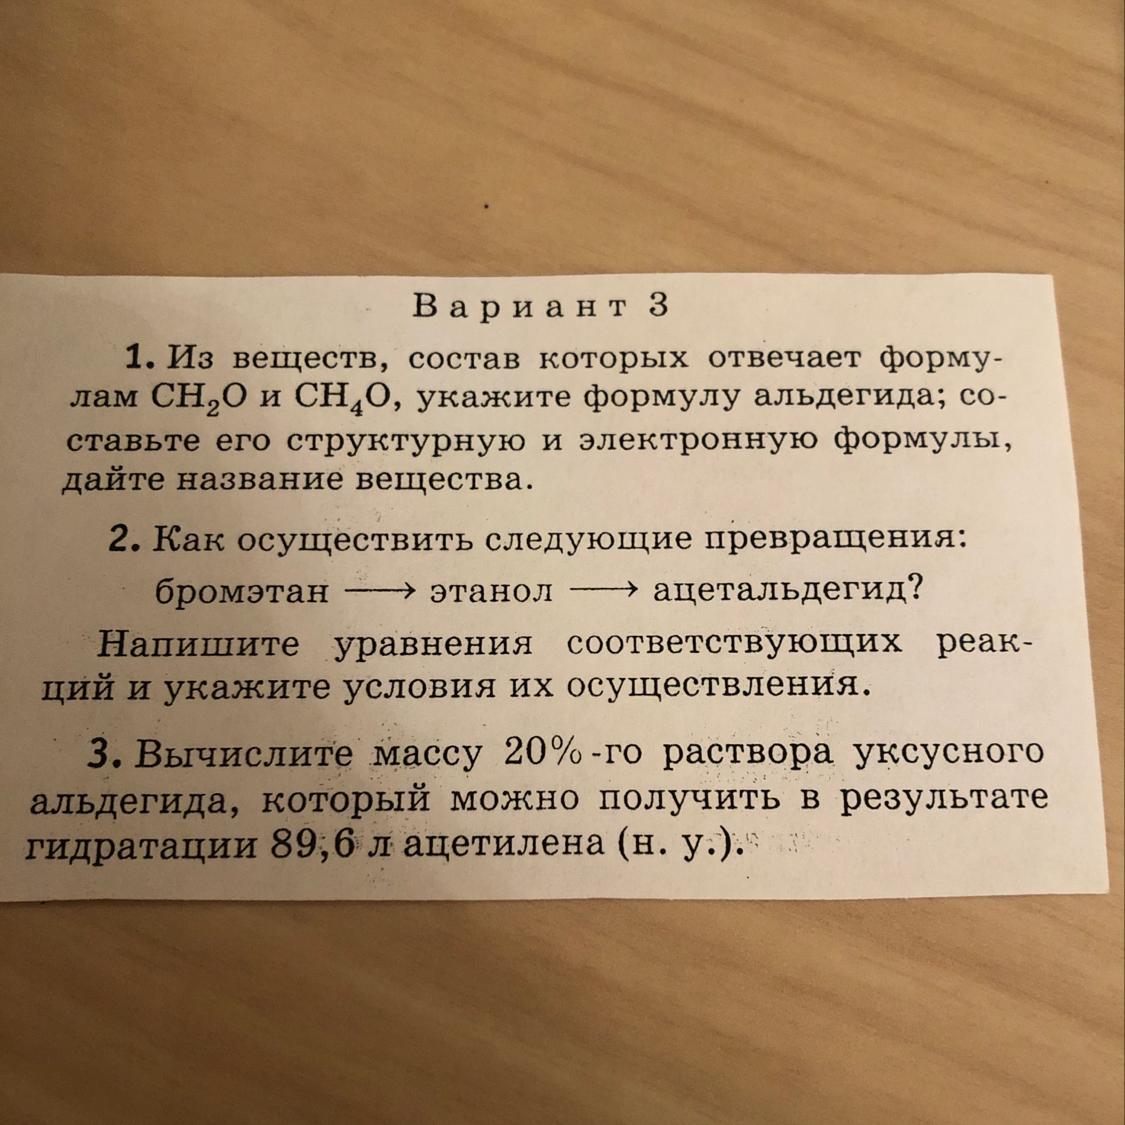 Вариант 3
1. Из веществ, состав которых отвечает форму-
лам CH₂O и CH₄O, укажите формулу альдегида; со-
ставьте его структурную и электронную формулы,
дайте название вещества.
2. Как осуществить следующие превращения:
бромэтан ⟶ этанол ⟶ ацетальдегид?
Напишите уравнения соответствующих реак-
ций и укажите условия их осуществления.
3. Вычислите массу 20%-го раствора уксусного
альдегида, который можно получить в результате
гидратации 89,6 л ацетилена (н. у.).